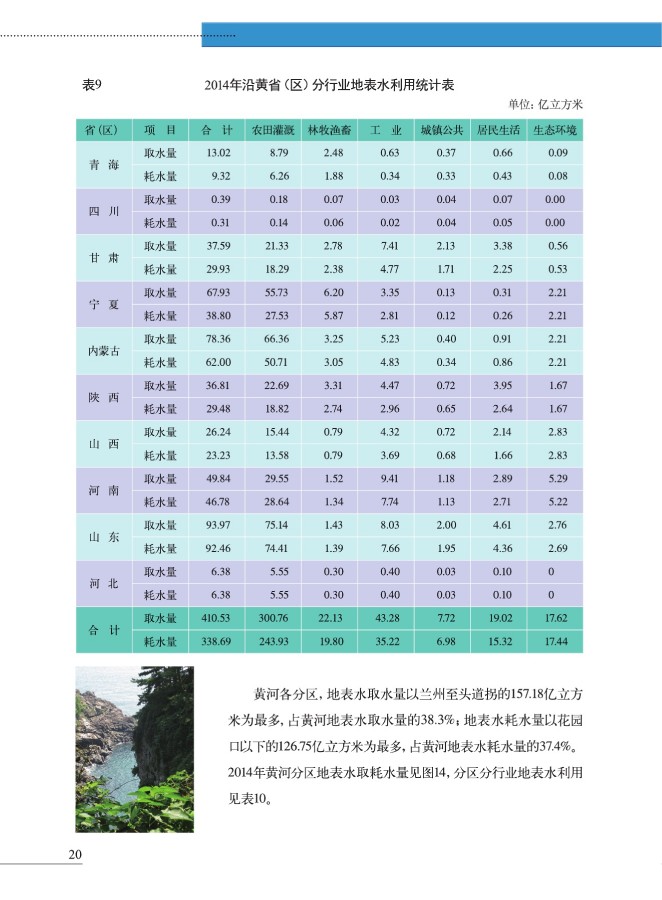 表9 2014年沿黄省（区）分行业地表水利用统计表
单位：亿立方米
省（区） 项 目 合 计 农田灌溉 林牧渔畜 工 业 城镇公共 居民生活 生态环境
青 海 取水量 13.02 8.79 2.48 0.63 0.37 0.66 0.09
耗水量 9.32 6.26 1.88 0.34 0.33 0.43 0.08
四 川 取水量 0.39 0.18 0.07 0.03 0.04 0.07 0.00
耗水量 0.31 0.14 0.06 0.02 0.04 0.05 0.00
甘 肃 取水量 37.59 21.33 2.78 7.41 2.13 3.38 0.56
耗水量 29.93 18.29 2.38 4.77 1.71 2.25 0.53
宁 夏 取水量 67.93 55.73 6.20 3.35 0.13 0.31 2.21
耗水量 38.80 27.53 5.87 2.81 0.12 0.26 2.21
内蒙古 取水量 78.36 66.36 3.25 5.23 0.40 0.91 2.21
耗水量 62.00 50.71 3.05 4.83 0.34 0.86 2.21
陕 西 取水量 36.81 22.69 3.31 4.47 0.72 3.95 1.67
耗水量 29.48 18.82 2.74 2.96 0.65 2.64 1.67
山 西 取水量 26.24 15.44 0.79 4.32 0.72 2.14 2.83
耗水量 23.23 13.58 0.79 3.69 0.68 1.66 2.83
河 南 取水量 49.84 29.55 1.52 9.41 1.18 2.89 5.29
耗水量 46.78 28.64 1.34 7.74 1.13 2.71 5.22
山 东 取水量 93.97 75.14 1.43 8.03 2.00 4.61 2.76
耗水量 92.46 74.41 1.39 7.66 1.95 4.36 2.69
河 北 取水量 6.38 5.55 0.30 0.40 0.03 0.10 0
耗水量 6.38 5.55 0.30 0.40 0.03 0.10 0
合 计 取水量 410.53 300.76 22.13 43.28 7.72 19.02 17.62
耗水量 338.69 243.93 19.80 35.22 6.98 15.32 17.44
黄河各分区，地表水取水量以兰州至头道拐的157.18亿立方
米为最多，占黄河地表水取水量的38.3%；地表水耗水量以花园
口以下的126.75亿立方米为最多，占黄河地表水耗水量的37.4%。
2014年黄河分区地表水取耗水量见图14，分区分行业地表水利用
见表10。
20